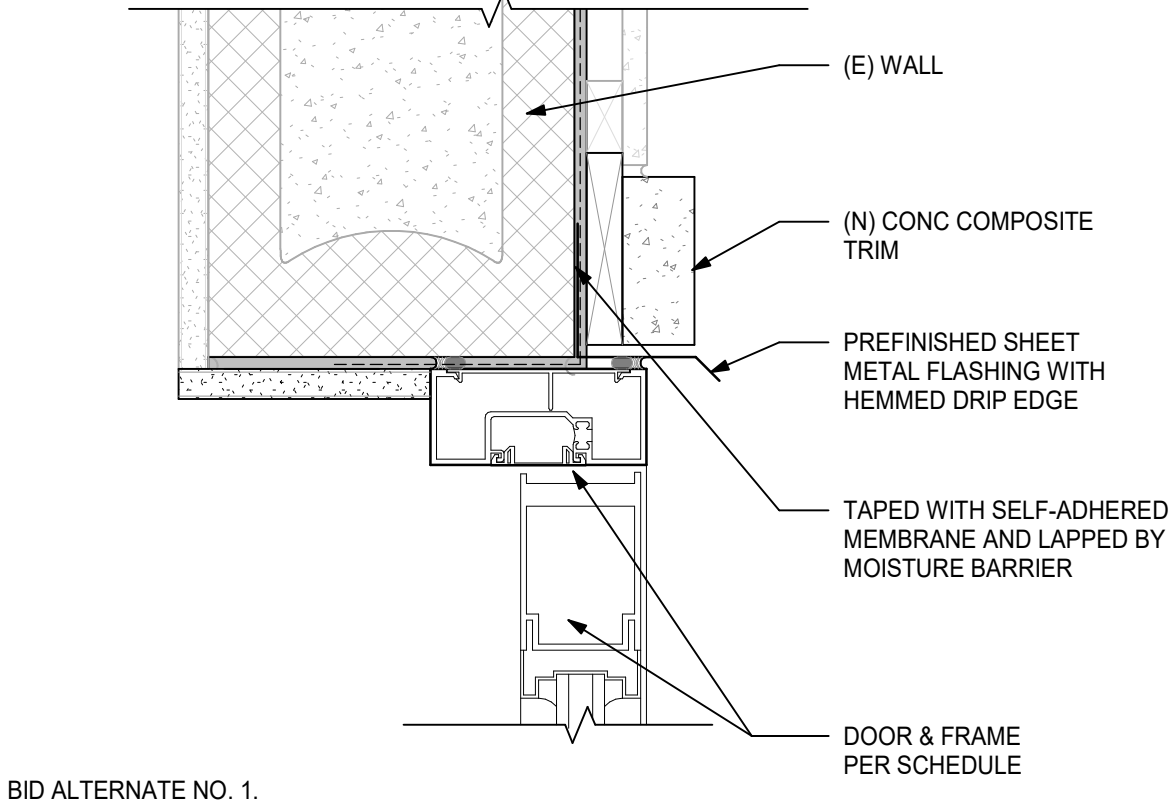 (E) WALL
(N) CONC COMPOSITE
TRIM
PREFINISHED SHEET
METAL FLASHING WITH
HEMMED DRIP EDGE
TAPED WITH SELF-ADHERED
MEMBRANE AND LAPPED BY
MOISTURE BARRIER
DOOR & FRAME
PER SCHEDULE
BID ALTERNATE NO. 1.